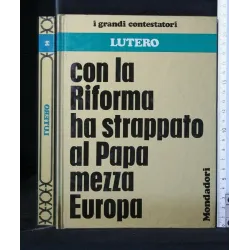 i grandi contestatori
LUTERO
con la
Riforma
ha strappato
al Papa
mezza
Europa
Mondadori
LUTERO